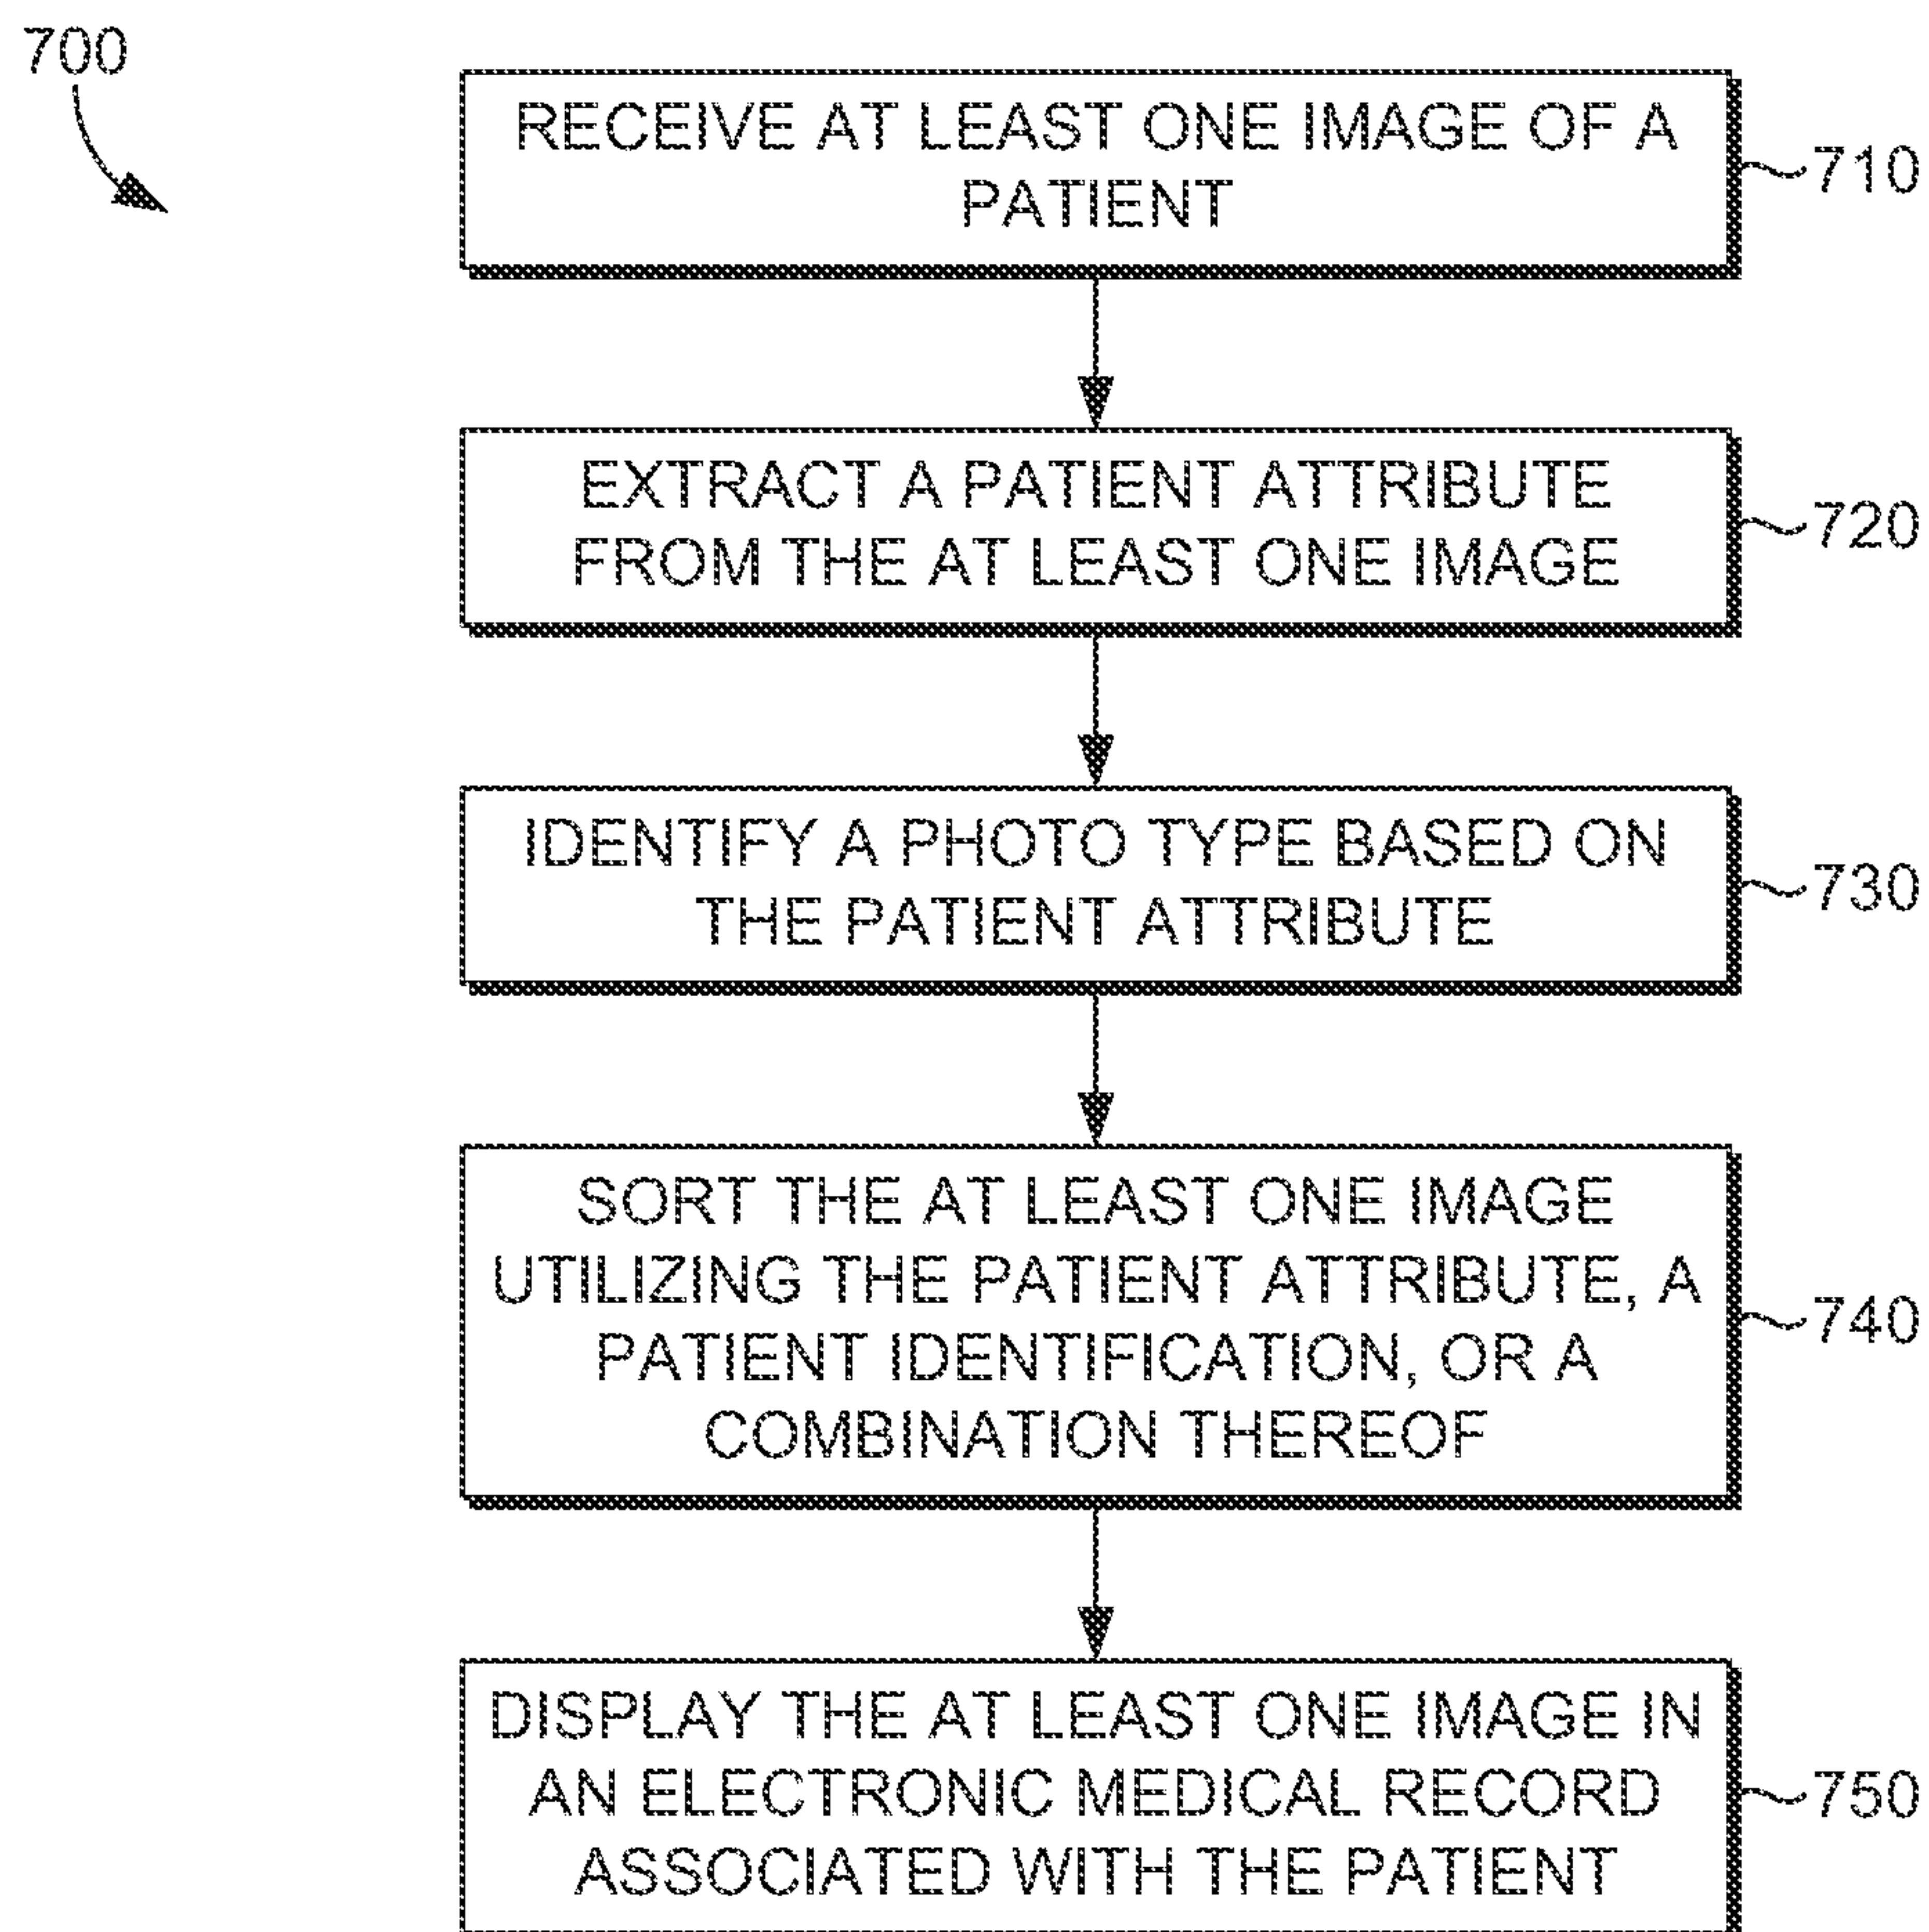 700
RECEIVE AT LEAST ONE IMAGE OF A
PATIENT
710
EXTRACT A PATIENT ATTRIBUTE
FROM THE AT LEAST ONE IMAGE
720
IDENTIFY A PHOTO TYPE BASED ON
THE PATIENT ATTRIBUTE
730
SORT THE AT LEAST ONE IMAGE
UTILIZING THE PATIENT ATTRIBUTE, A
PATIENT IDENTIFICATION, OR A
COMBINATION THEREOF
740
DISPLAY THE AT LEAST ONE IMAGE IN
AN ELECTRONIC MEDICAL RECORD
ASSOCIATED WITH THE PATIENT
750